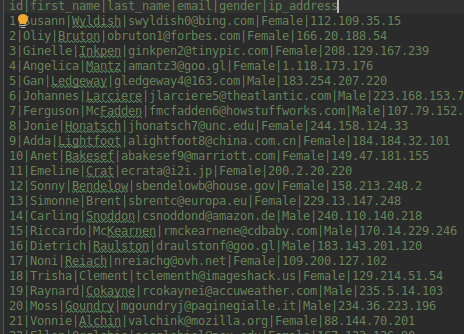 id|first_name|last_name|email|gender|ip_address
1|Susann|Wyldish|swyldish0@bing.com|Female|112.109.35.15
2|Oliy|Bruton|obruton1@forbes.com|Female|166.20.188.54
3|Ginelle|Inkpen|ginkpen2@tinypic.com|Female|208.129.167.239
4|Angelica|Mantz|amantz3@goo.gl|Female|1.118.173.176
5|Gan|Ledgeway|gledgeway4@163.com|Male|183.254.207.220
6|Johannes|Larciere|jlarciere5@theatlantic.com|Male|223.168.153.7
7|Ferguson|McFadden|fmcfadden6@howstuffworks.com|Male|107.79.152.
8|Jonie|Honatsch|jhonatsch7@unc.edu|Female|244.158.124.33
9|Adda|Lightfoot|alightfoot8@china.com.cn|Female|184.184.32.101
10|Anet|Bakesef|abakesef9@marriott.com|Female|149.47.181.155
11|Emeline|Crat|ecrata@i2i.jp|Female|200.2.20.220
12|Sonny|Bendelow|sbendelowb@house.gov|Female|158.213.248.2
13|Simonne|Brent|sbrentc@europa.eu|Female|229.13.147.248
14|Carling|Snoddon|csnoddond@amazon.de|Male|240.110.140.218
15|Riccardo|McKearnen|rmckearnene@cdbaby.com|Male|170.14.229.246
16|Dietrich|Raulston|draulstonf@goo.gl|Male|183.143.201.120
17|Noni|Reiach|nreiachg@ovh.net|Female|109.200.127.102
18|Trisha|Clement|tclementh@imageshack.us|Female|129.214.51.54
19|Raynard|Cokayne|rcokaynei@accuweather.com|Male|235.5.14.103
20|Moss|Goundry|mgoundryj@paginegialle.it|Male|234.36.223.196
21|Vonnie|Alchin|valchink@mozilla.org|Female|88.144.70.201